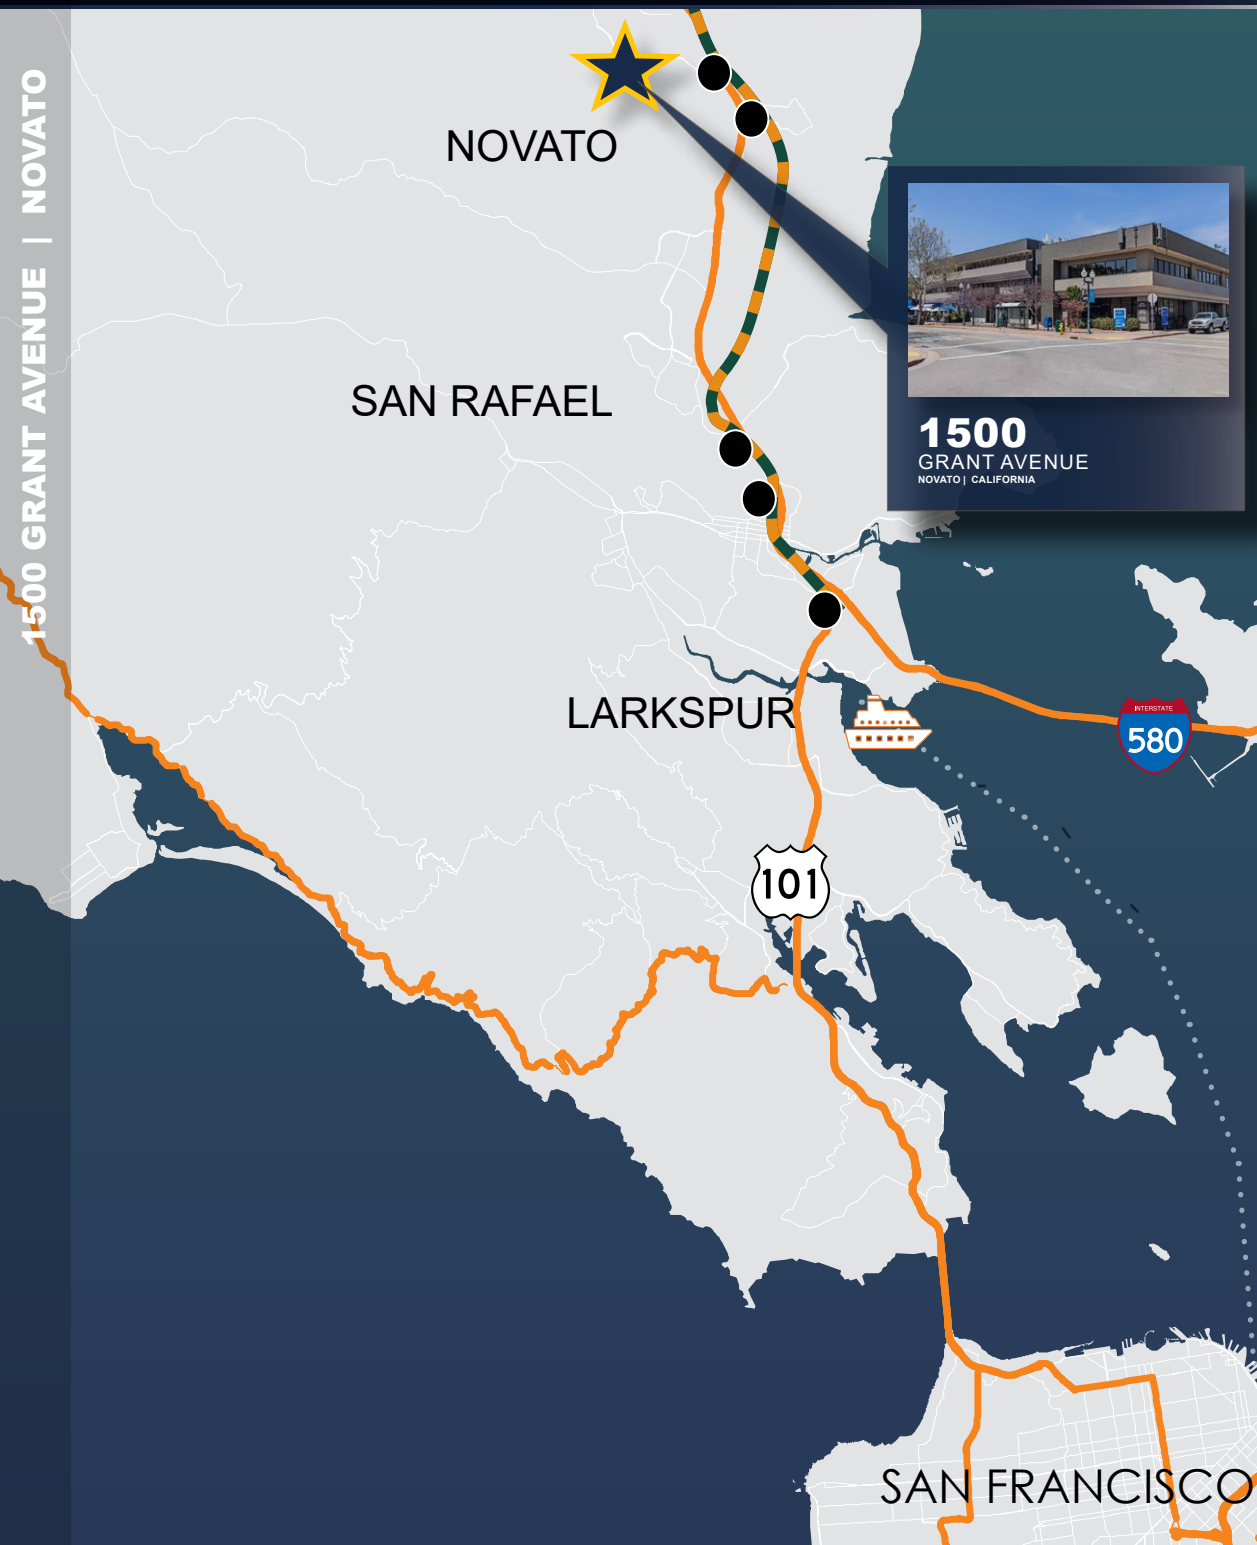 1500 GRANT AVENUE | NOVATO
NOVATO
SAN RAFAEL
1500
GRANT AVENUE
NOVATO | CALIFORNIA
LARKSPUR
INTERSTATE
580
101
SAN FRANCISCO